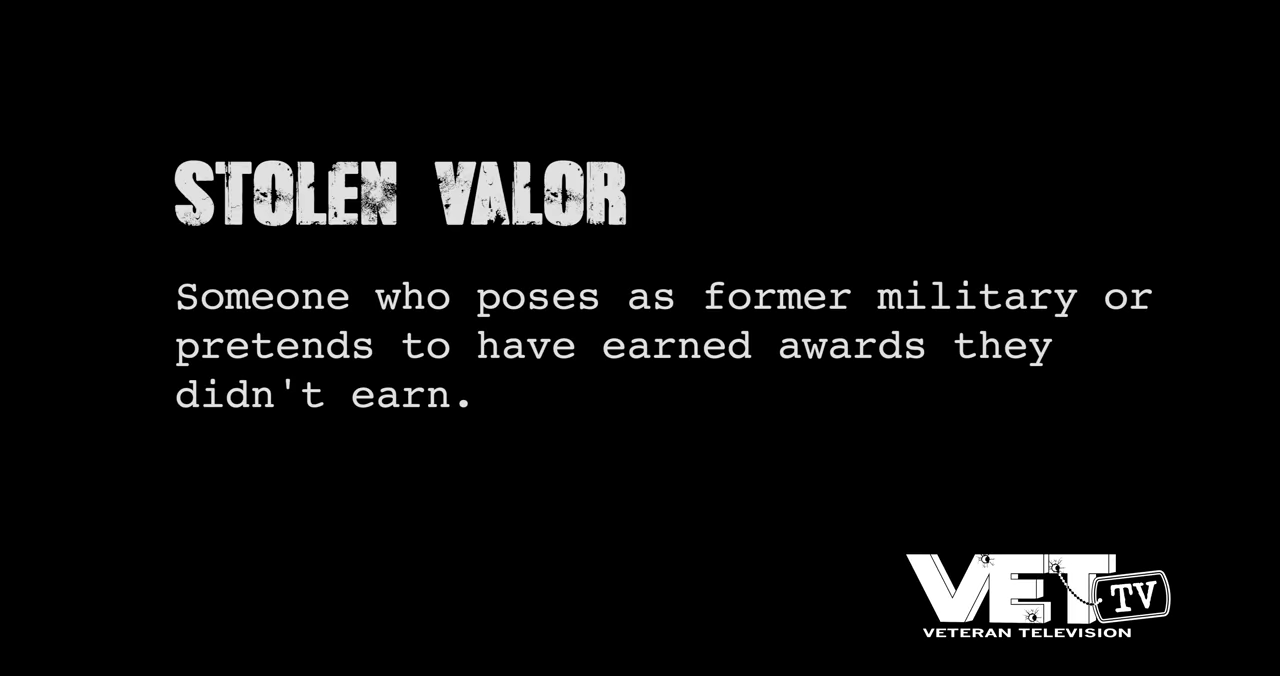 STOLEN VALOR
Someone who poses as former military or
pretends to have earned awards they
didn't earn.
VET TV
VETERAN TELEVISION